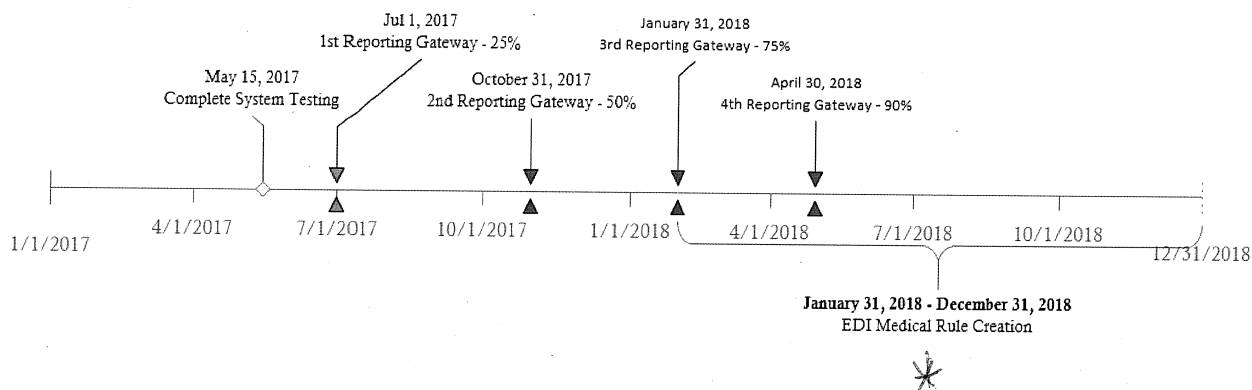 Jul 1, 2017
1st Reporting Gateway - 25%
January 31, 2018
3rd Reporting Gateway - 75%
May 15, 2017
Complete System Testing
October 31, 2017
2nd Reporting Gateway - 50%
April 30, 2018
4th Reporting Gateway - 90%
1/1/2017
4/1/2017
7/1/2017
10/1/2017
1/1/2018
4/1/2018
7/1/2018
10/1/2018
12/31/2018
January 31, 2018 - December 31, 2018
EDI Medical Rule Creation